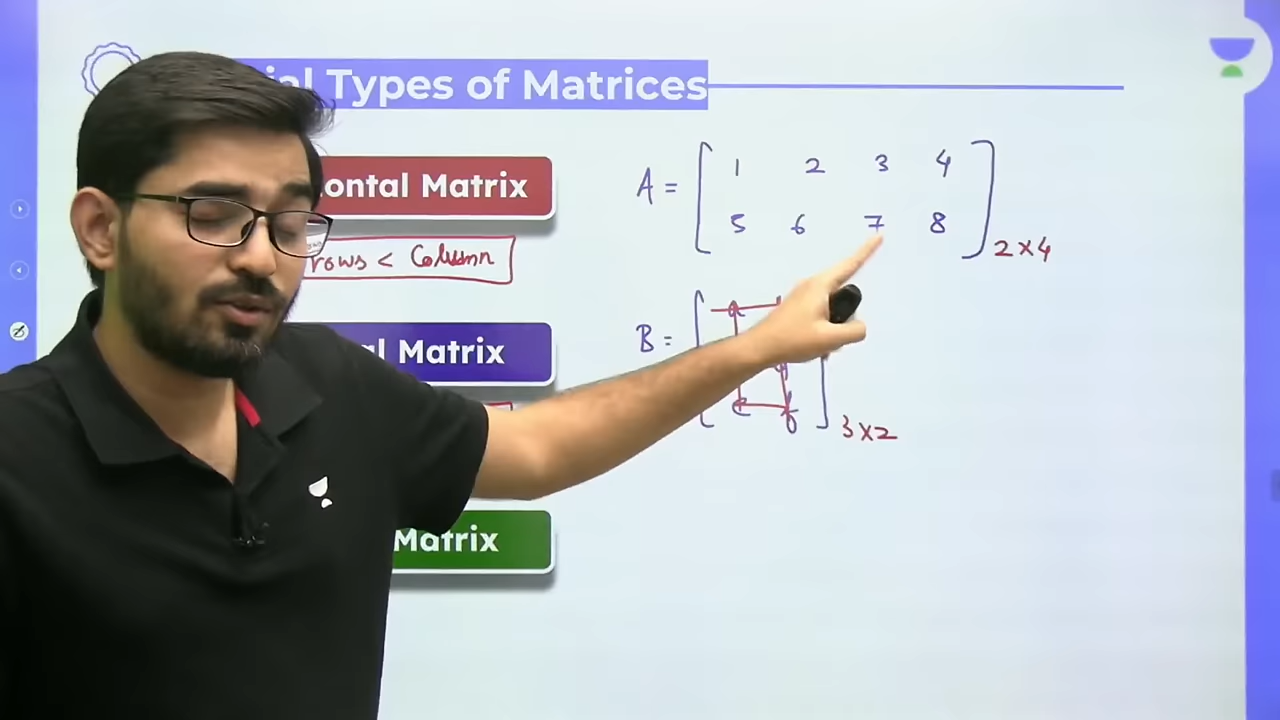 ial Types of Matrices
ontal Matrix
rows < Column
A = [ 1 2 3 4
5 6 7 8 ] 2×4
l Matrix
B = [
e f ] 3×2
Matrix